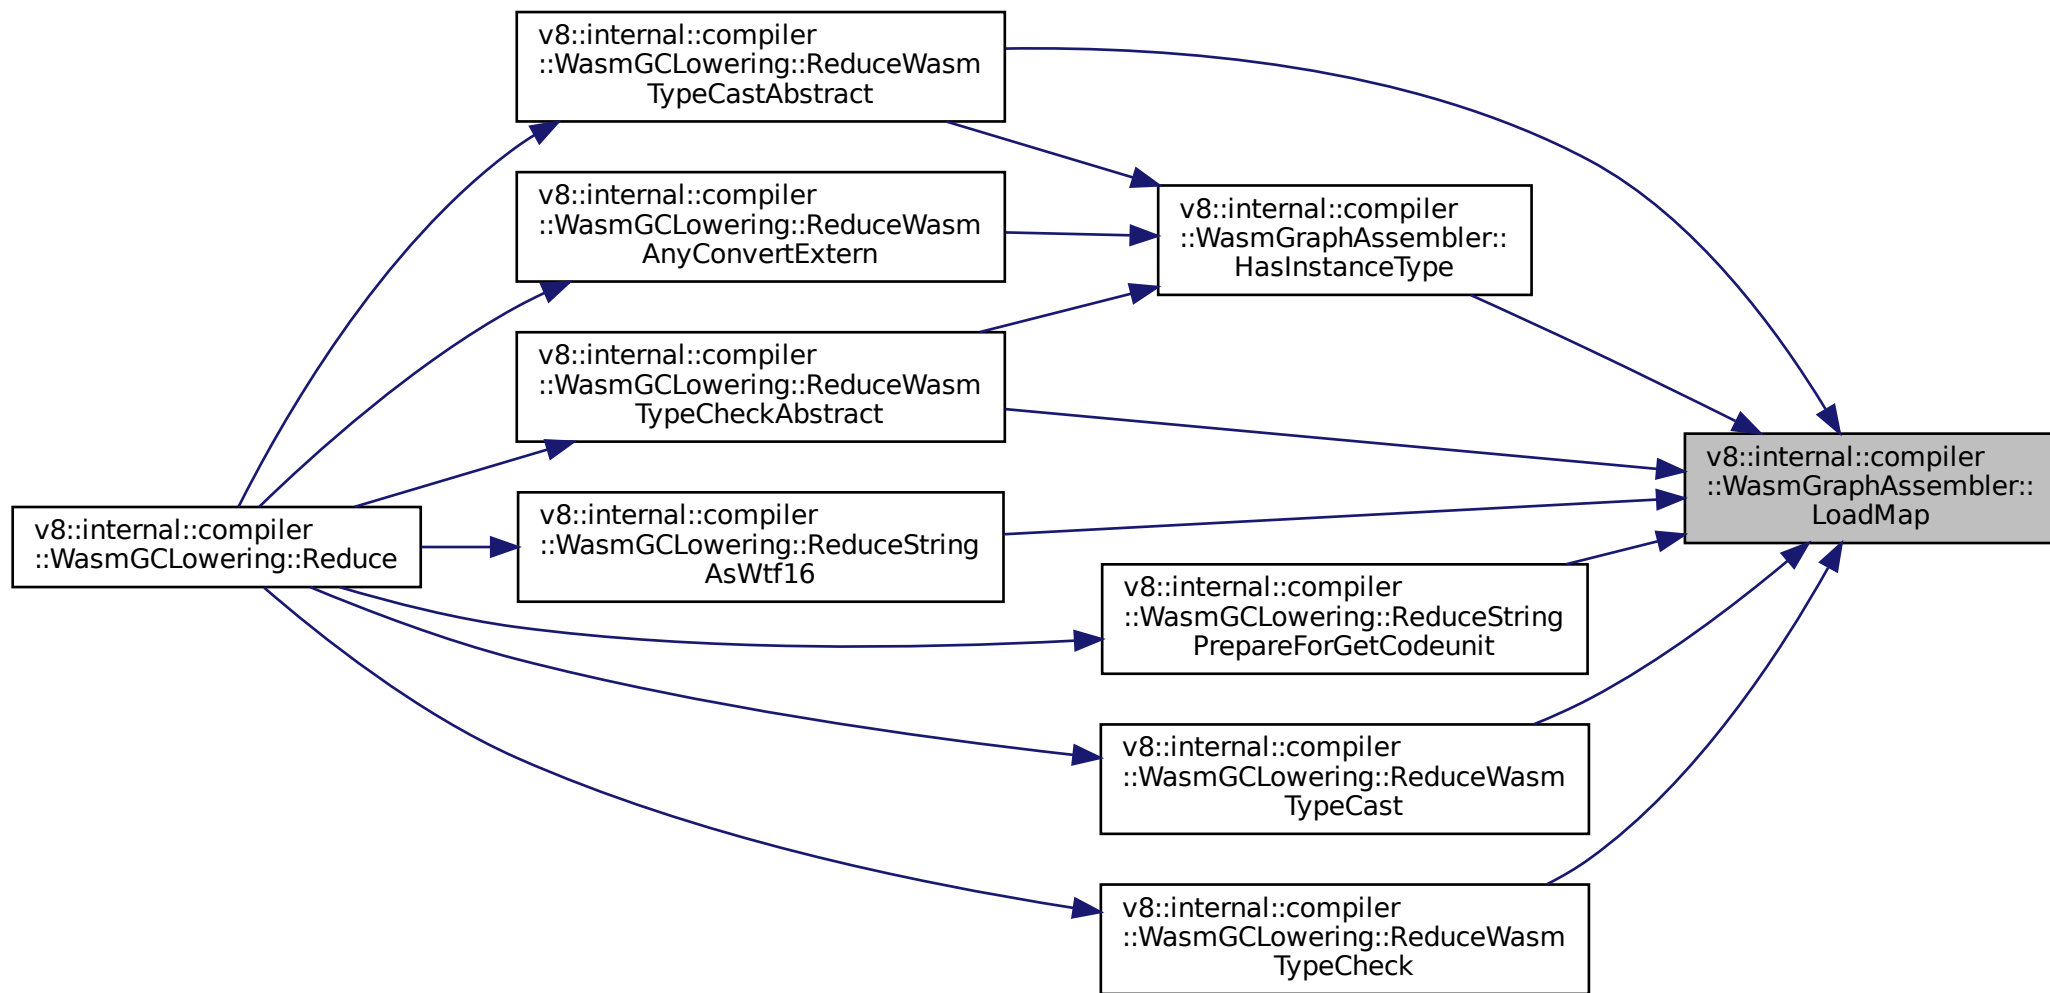 v8::internal::compiler
::WasmGCLowering::ReduceWasm
TypeCastAbstract
v8::internal::compiler
::WasmGCLowering::ReduceWasm
AnyConvertExtern
v8::internal::compiler
::WasmGraphAssembler::
HasInstanceType
v8::internal::compiler
::WasmGCLowering::ReduceWasm
TypeCheckAbstract
v8::internal::compiler
::WasmGraphAssembler::
LoadMap
v8::internal::compiler
::WasmGCLowering::Reduce
v8::internal::compiler
::WasmGCLowering::ReduceString
AsWtf16
v8::internal::compiler
::WasmGCLowering::ReduceString
PrepareForGetCodeunit
v8::internal::compiler
::WasmGCLowering::ReduceWasm
TypeCast
v8::internal::compiler
::WasmGCLowering::ReduceWasm
TypeCheck